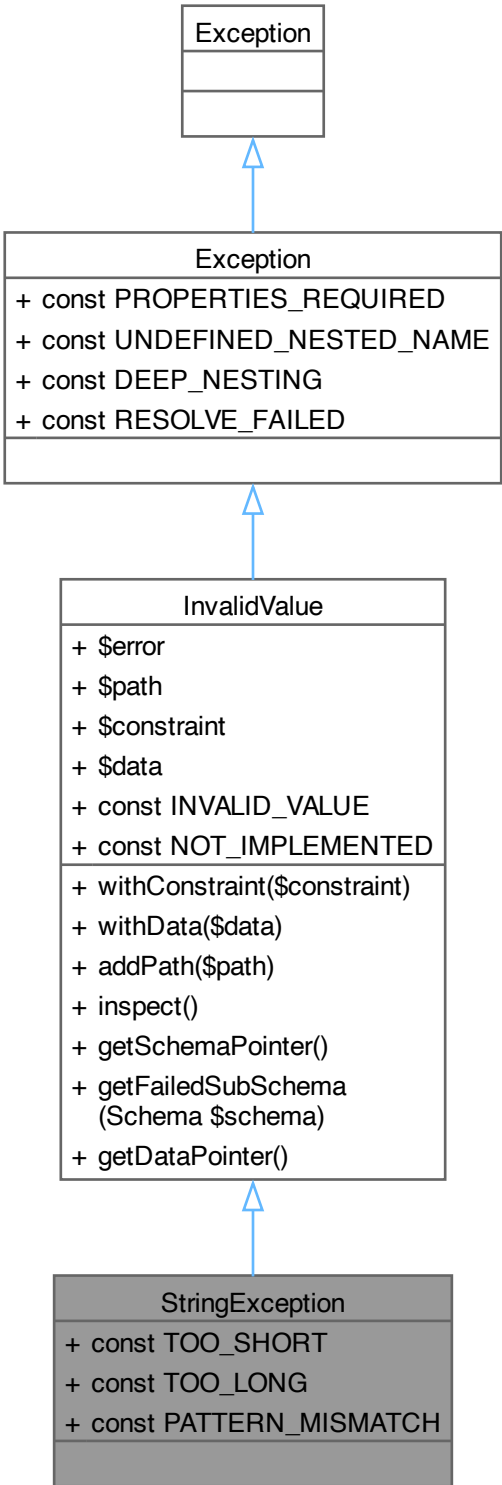 Exception
Exception
+ const PROPERTIES_REQUIRED
+ const UNDEFINED_NESTED_NAME
+ const DEEP_NESTING
+ const RESOLVE_FAILED
InvalidValue
+ $error
+ $path
+ $constraint
+ $data
+ const INVALID_VALUE
+ const NOT_IMPLEMENTED
+ withConstraint($constraint)
+ withData($data)
+ addPath($path)
+ inspect()
+ getSchemaPointer()
+ getFailedSubSchema
(Schema $schema)
+ getDataPointer()
StringException
+ const TOO_SHORT
+ const TOO_LONG
+ const PATTERN_MISMATCH